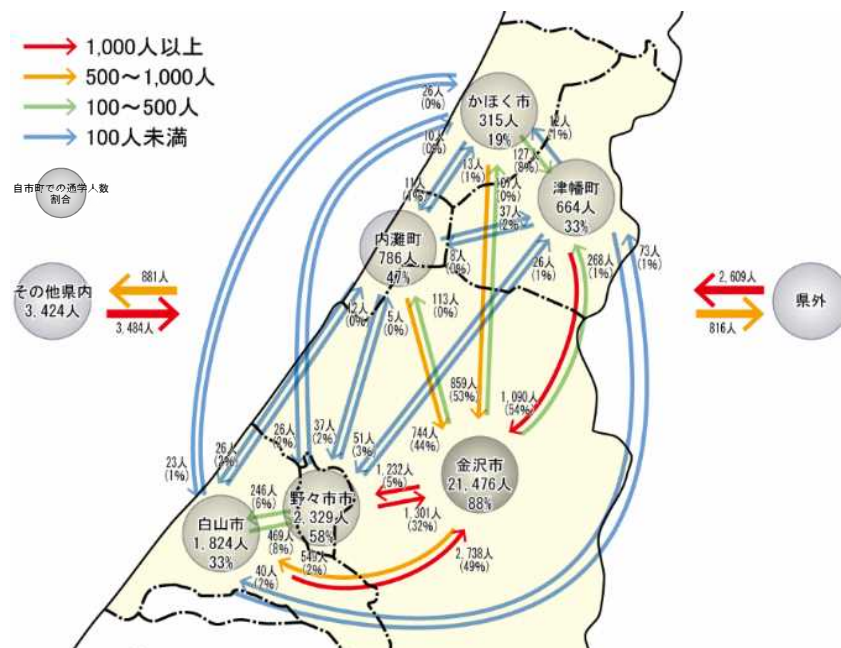 1,000人以上
500～1,000人
100～500人
100人未満
自市町での通学人数
割合
26人
(0%)
かほく市
315人
19%
12人
(1%)
10人
(0%)
13人
(1%)
107人
(0%)
127人
(8%)
津幡町
664人
33%
11人
(1%)
37人
(2%)
内灘町
786人
47%
8人
(0%)
26人
(1%)
268人
(1%)
73人
(1%)
その他県内
3,424人
881人
3,484人
2,609人
県外
816人
12人
(0%)
5人
(0%)
113人
(0%)
859人
(53%)
1,090人
(54%)
744人
(44%)
26人
37人
(2%)
51人
(3%)
26人
23人
(1%)
金沢市
21,476人
88%
1,232人
(5%)
野々市市
2,329人
58%
1,301人
(32%)
246人
(6%)
白山市
1,824人
33%
469人
(8%)
549人
(2%)
2,738人
(49%)
40人
(2%)